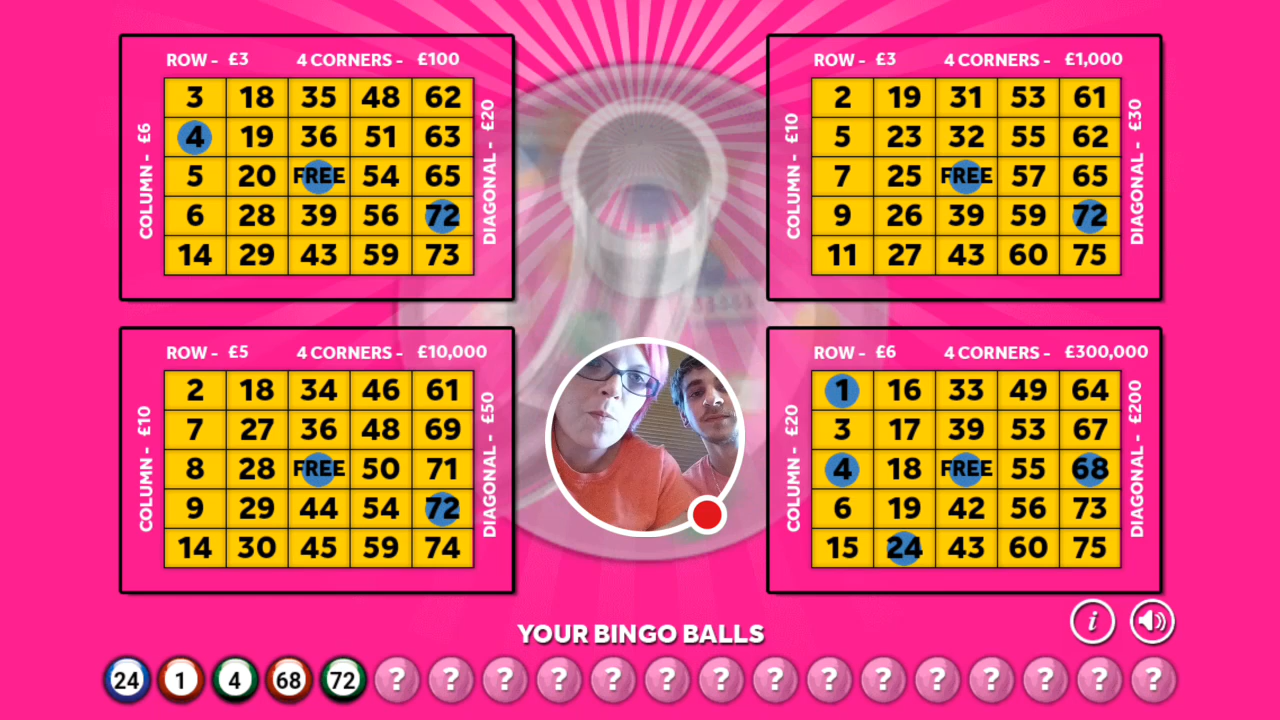 ROW - £3 4 CORNERS - £100
COLUMN - £6
3 18 35 48 62
4 19 36 51 63
5 20 FREE 54 65
6 28 39 56 72
14 29 43 59 73
DIAGONAL - £20
ROW - £3 4 CORNERS - £1,000
COLUMN - £10
2 19 31 53 61
5 23 32 55 62
7 25 FREE 57 65
9 26 39 59 72
11 27 43 60 75
DIAGONAL - £30
ROW - £5 4 CORNERS - £10,000
COLUMN - £10
2 18 34 46 61
7 27 36 48 69
8 28 FREE 50 71
9 29 44 54 72
14 30 45 59 74
DIAGONAL - £50
ROW - £6 4 CORNERS - £300,000
COLUMN - £20
1 16 33 49 64
3 17 39 53 67
4 18 FREE 55 68
6 19 42 56 73
15 24 43 60 75
DIAGONAL - £200
i
YOUR BINGO BALLS
24 1 4 68 72 ? ? ? ? ? ? ? ? ? ? ? ? ? ? ?